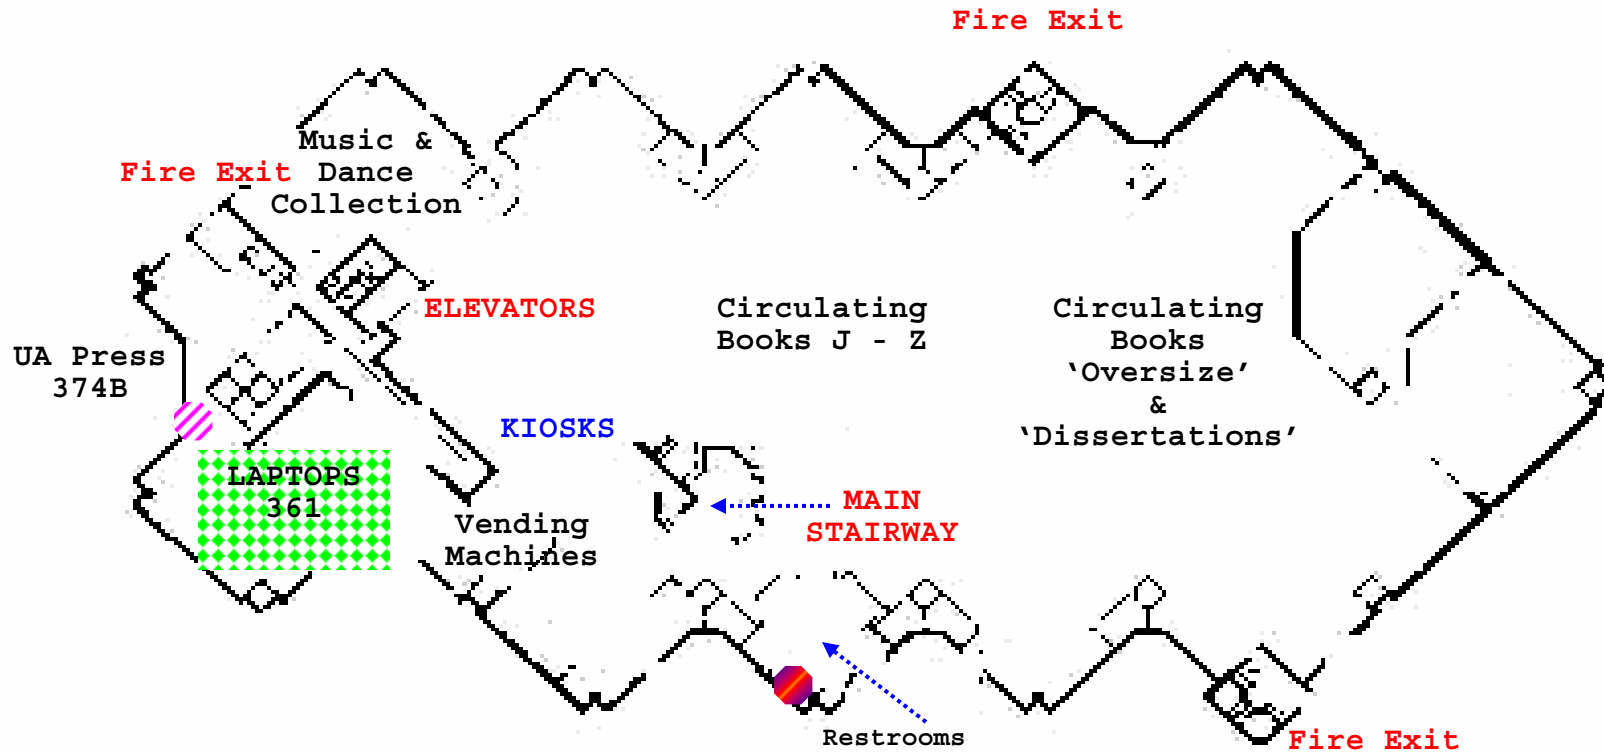 Fire Exit
Music &
Dance
Collection
Fire Exit
ELEVATORS
Circulating
Books J - Z
Circulating
Books
‘Oversize’
&
‘Dissertations’
UA Press
374B
KIOSKS
LAPTOPS
361
MAIN
STAIRWAY
Vending
Machines
Restrooms
Fire Exit